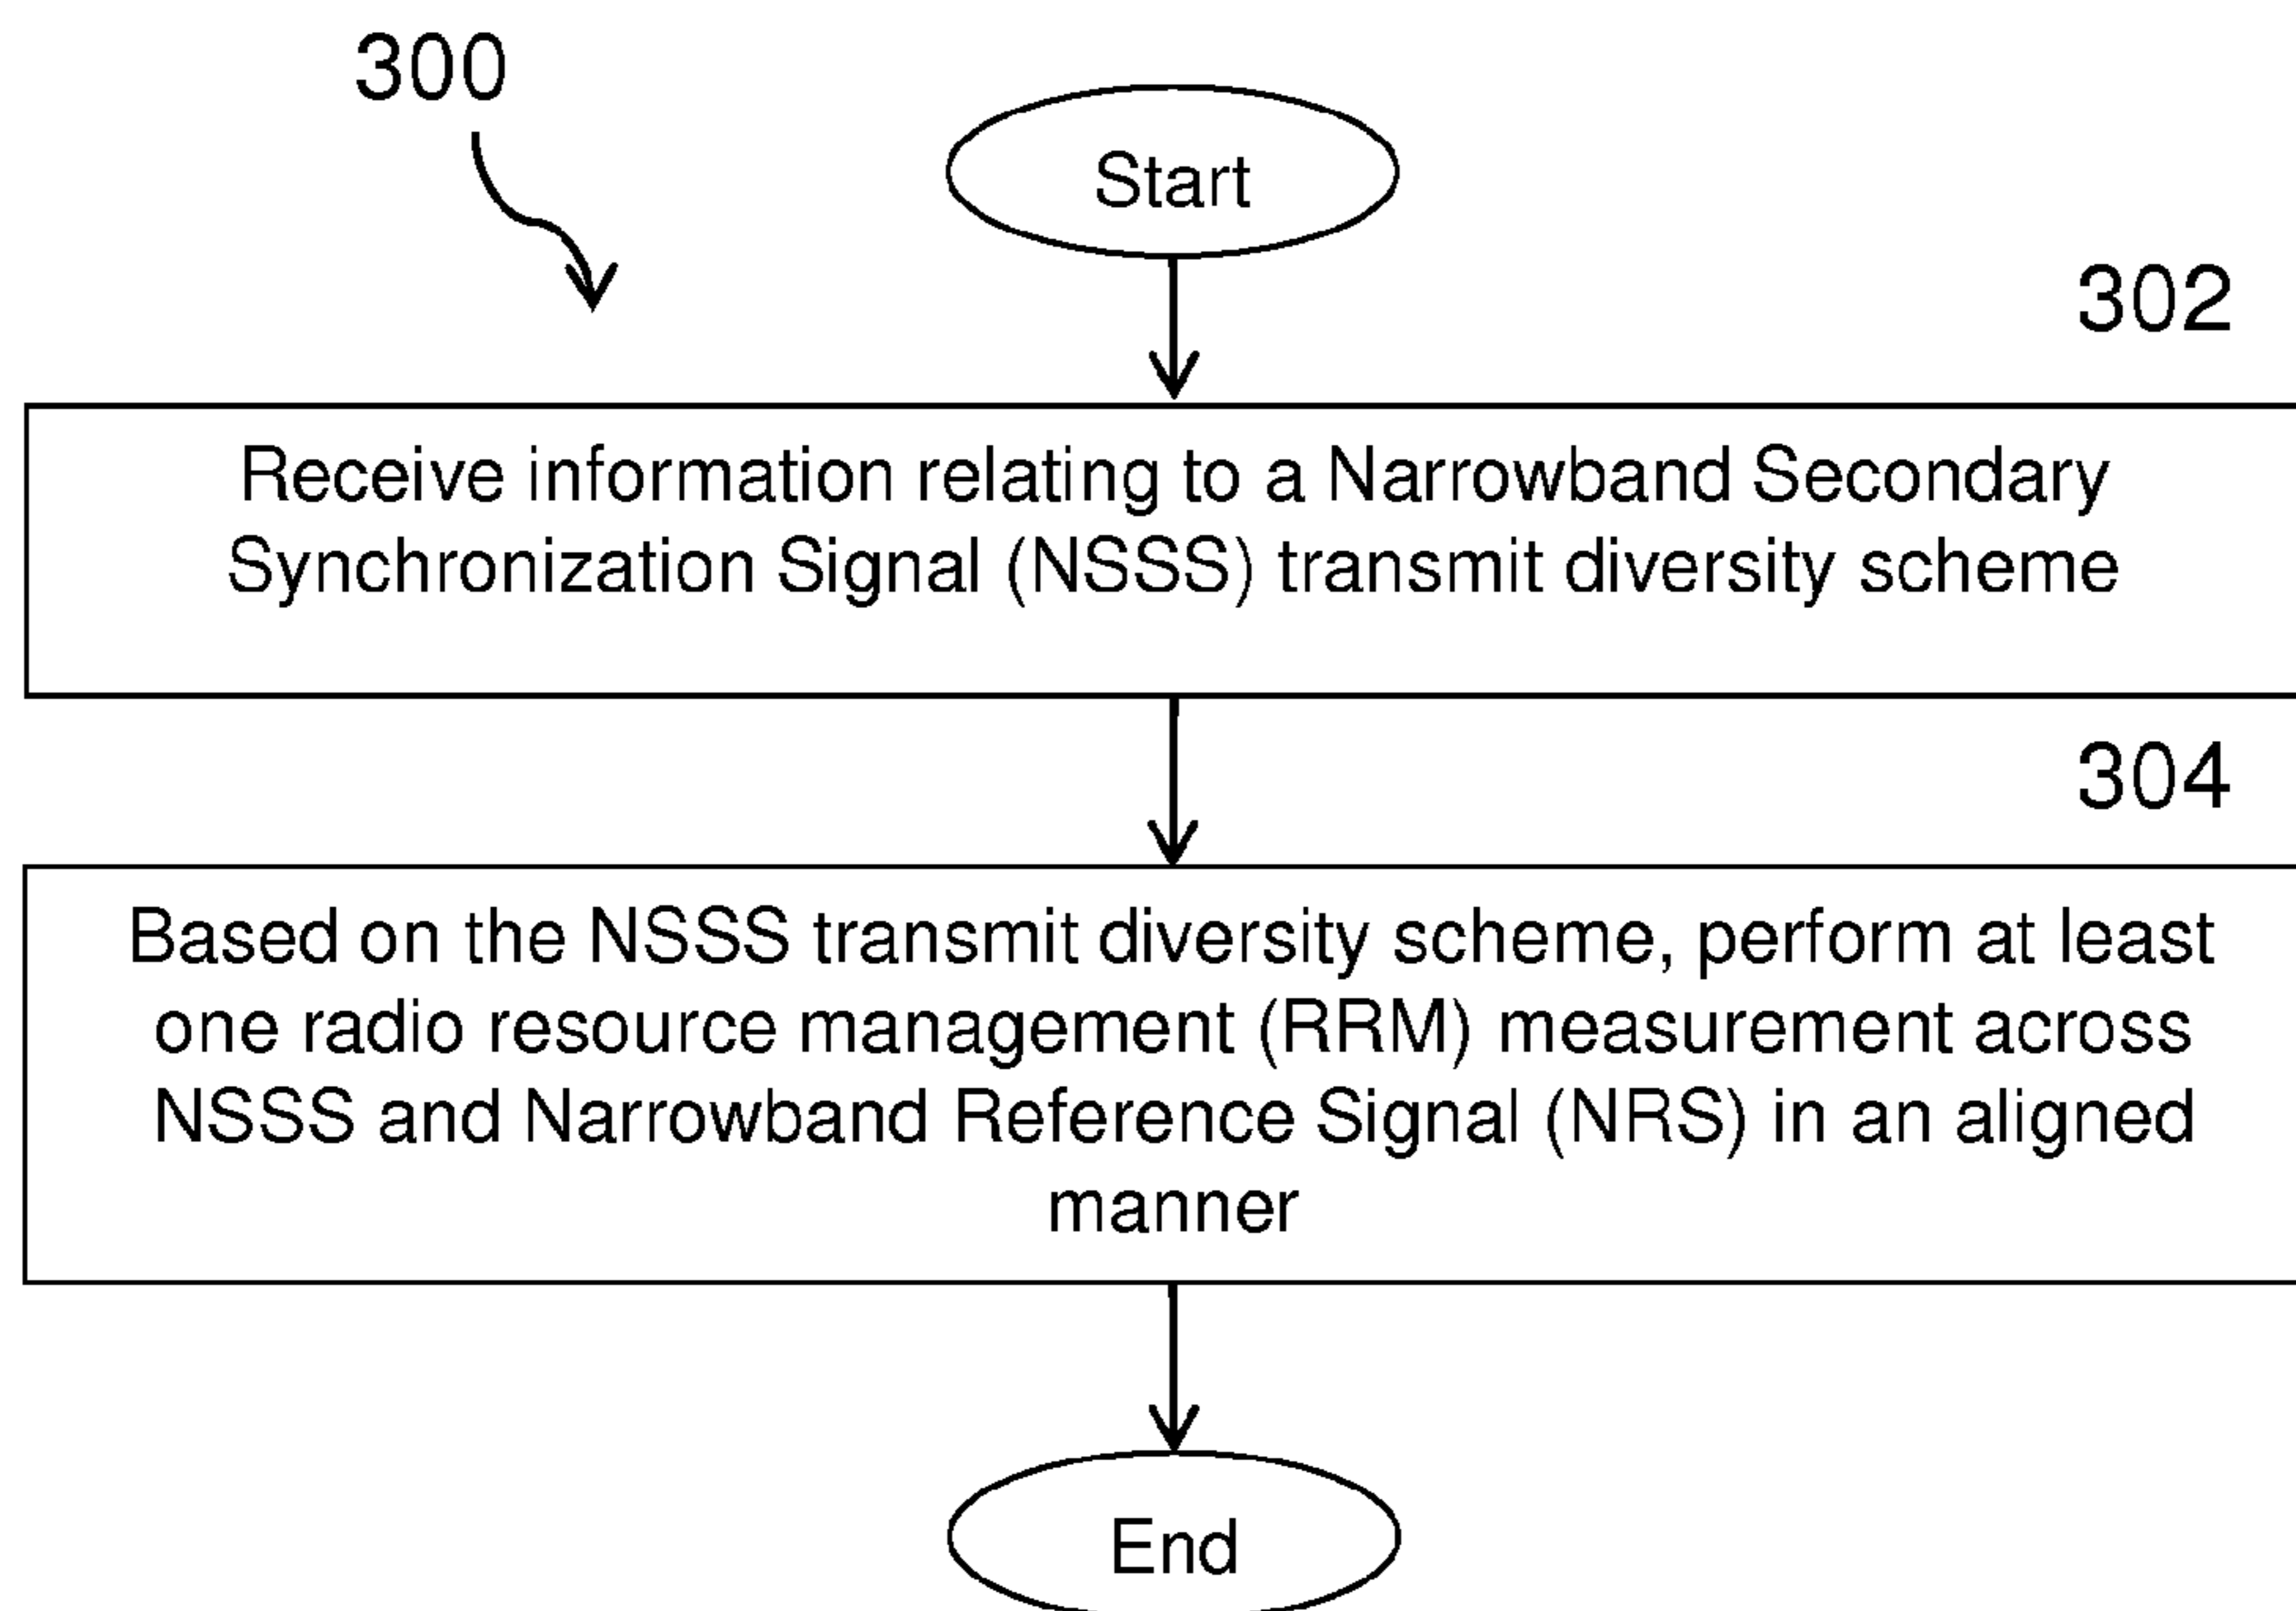 300
Start
302
Receive information relating to a Narrowband Secondary
Synchronization Signal (NSSS) transmit diversity scheme
304
Based on the NSSS transmit diversity scheme, perform at least
one radio resource management (RRM) measurement across
NSSS and Narrowband Reference Signal (NRS) in an aligned
manner
End